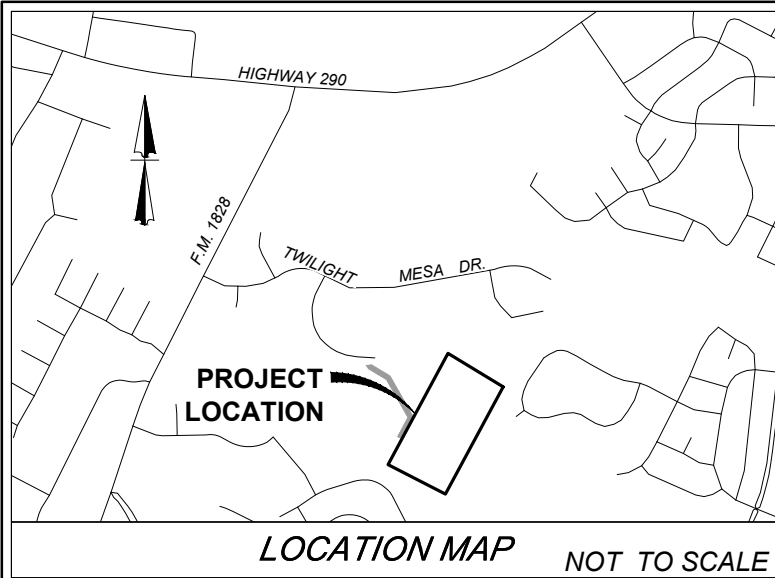 HIGHWAY 290
F.M. 1828
TWILIGHT MESA DR.
PROJECT
LOCATION
LOCATION MAP
NOT TO SCALE